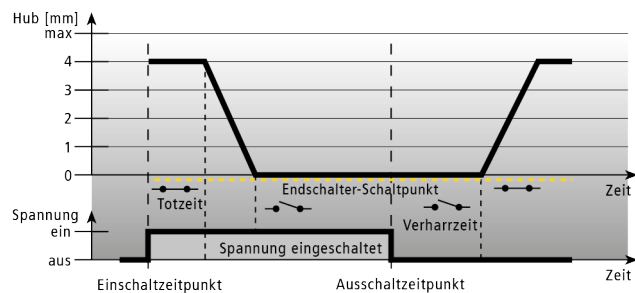 Hub [mm]
max
4
3
2
1
0
Zeit
Endschalter-Schaltpunkt
Totzeit
Verharrzeit
Spannung
ein
Spannung eingeschaltet
aus
Zeit
Einschaltzeitpunkt
Ausschaltzeitpunkt